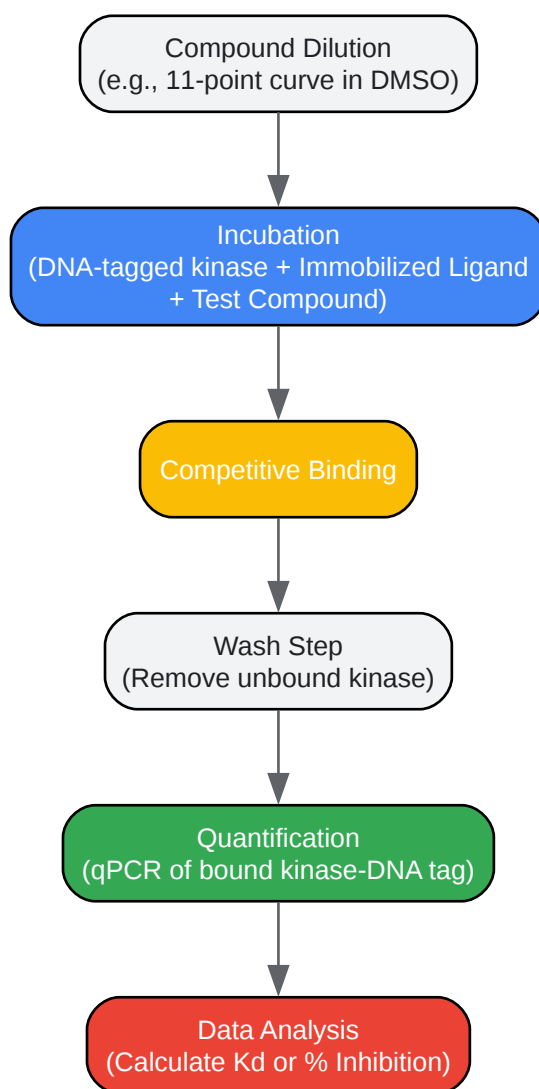 Compound Dilution
(e.g., 11-point curve in DMSO)
Incubation
(DNA-tagged kinase + Immobilized Ligand
+ Test Compound)
Competitive Binding
Wash Step
(Remove unbound kinase)
Quantification
(qPCR of bound kinase-DNA tag)
Data Analysis
(Calculate Kd or % Inhibition)